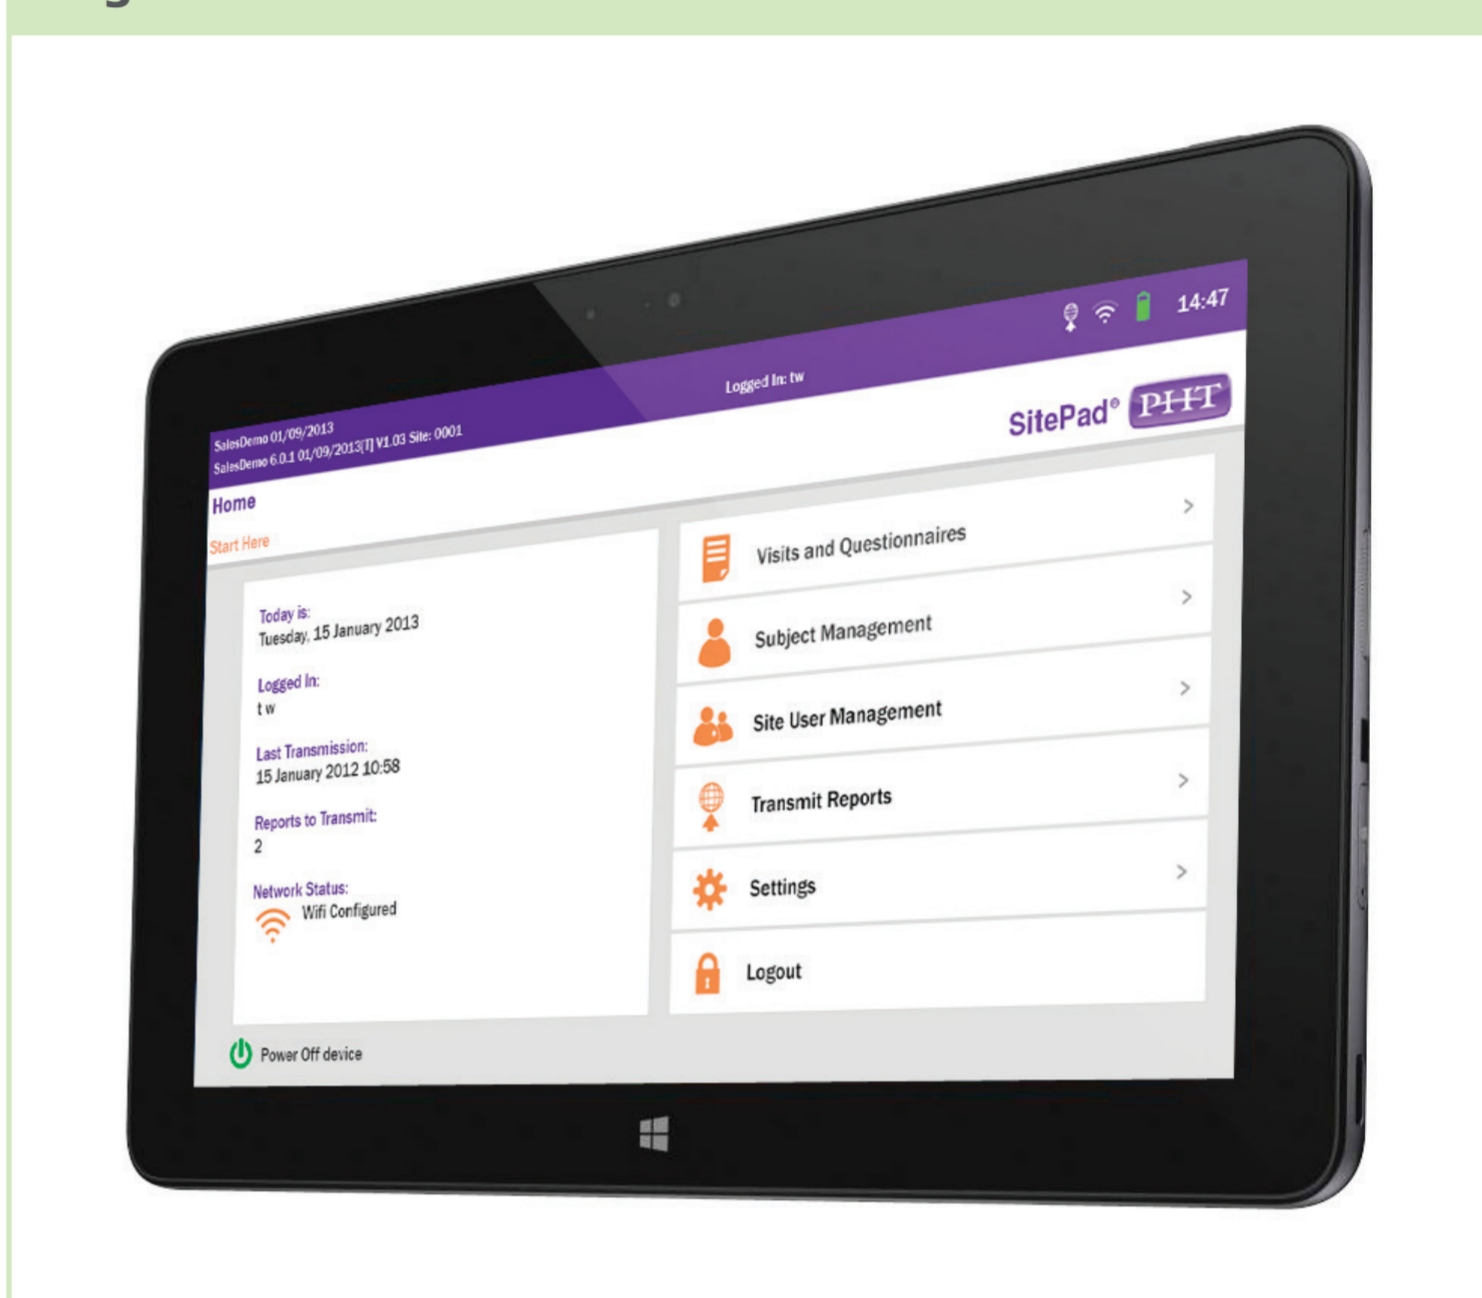 14:47
Logged In: tw
SalesDemo 01/09/2013
SalesDemo 6.0.1 01/09/2013[T] V1.03 Site: 0001
SitePad® PHT
Home
Start Here
Today is:
Tuesday, 15 January 2013
Logged In:
t w
Last Transmission:
15 January 2012 10:58
Reports to Transmit:
2
Network Status:
Wifi Configured
Visits and Questionnaires
Subject Management
Site User Management
Transmit Reports
Settings
Logout
Power Off device